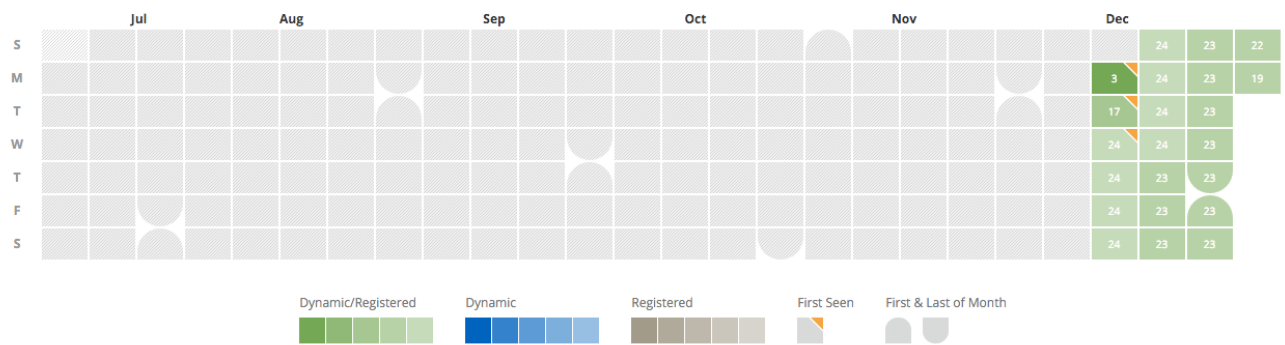 Jul Aug Sep Oct Nov Dec
S 24 23 22
M 3 24 23 19
T 17 24 23
W 24 24 23
T 24 23 23
F 24 23 23
S 24 23 23
Dynamic/Registered Dynamic Registered First Seen First & Last of Month